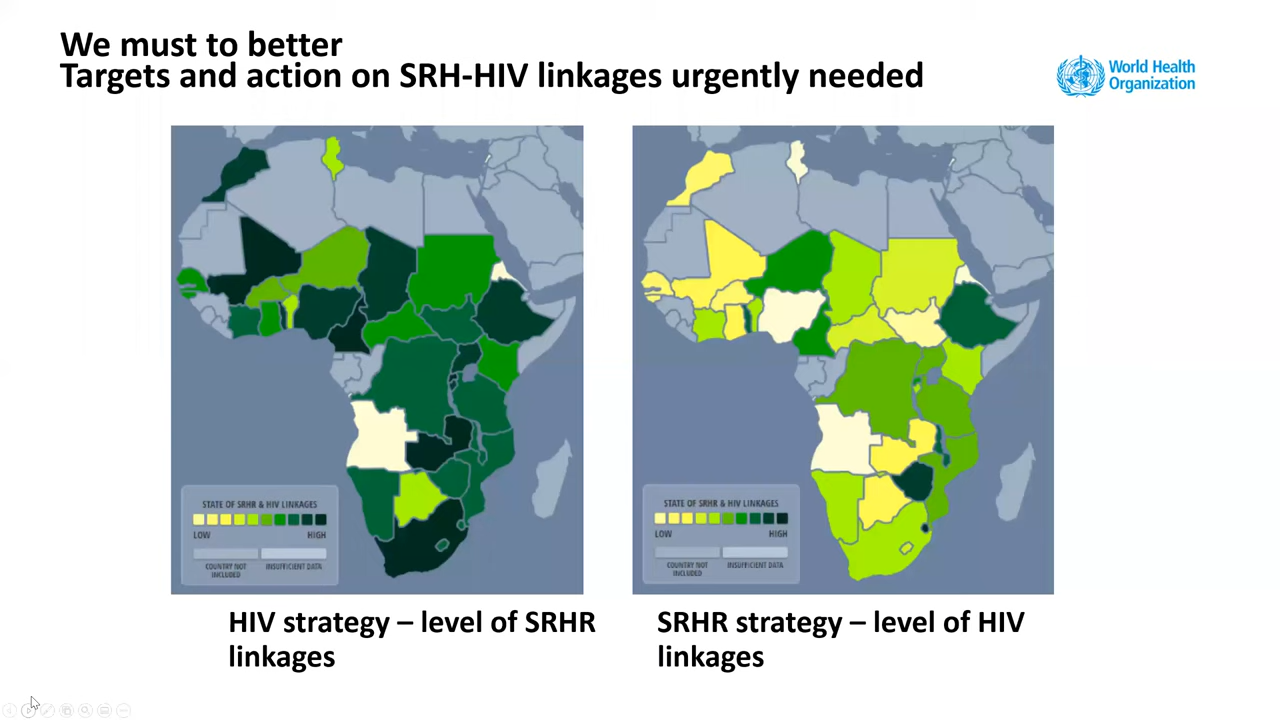 We must to better
Targets and action on SRH-HIV linkages urgently needed
World Health
Organization
STATE OF SRHR & HIV LINKAGES
LOW HIGH
COUNTRY NOT
INCLUDED
INSUFFICIENT DATA
STATE OF SRHR & HIV LINKAGES
LOW HIGH
COUNTRY NOT
INCLUDED
INSUFFICIENT DATA
HIV strategy – level of SRHR
linkages
SRHR strategy – level of HIV
linkages